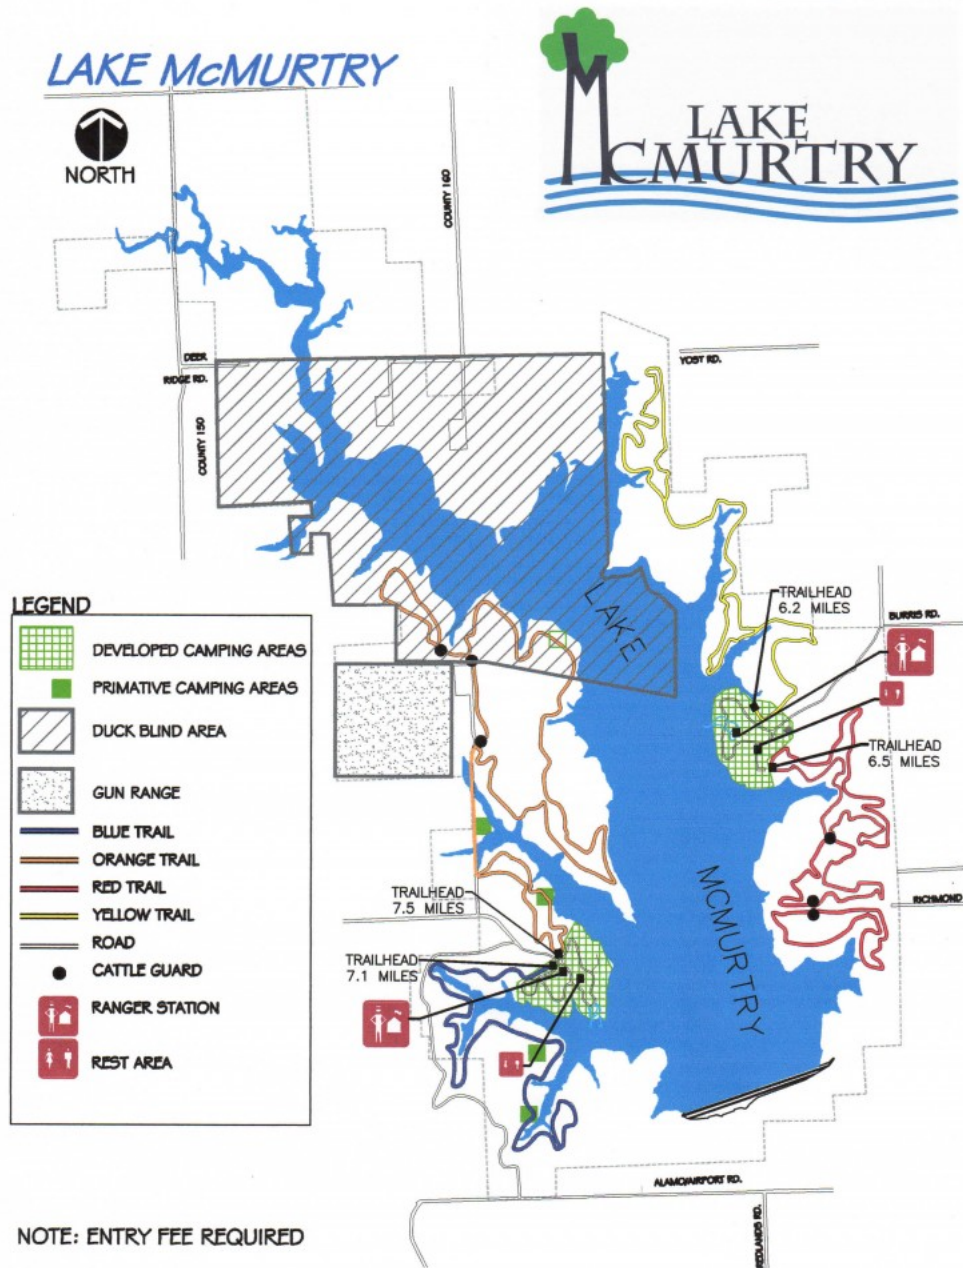 LAKE McMURTRY
NORTH
LAKE
MCMURTRY
COUNTY 160
DEER
RIDGE RD.
COUNTY 150
YOST RD.
LAKE
TRAILHEAD
6.2 MILES
BURRIS RD.
TRAILHEAD
6.5 MILES
LEGEND
DEVELOPED CAMPING AREAS
PRIMATIVE CAMPING AREAS
DUCK BLIND AREA
GUN RANGE
BLUE TRAIL
ORANGE TRAIL
RED TRAIL
YELLOW TRAIL
ROAD
CATTLE GUARD
RANGER STATION
REST AREA
MCMURTRY
TRAILHEAD
7.5 MILES
RICHMOND
TRAILHEAD
7.1 MILES
ALAMO/AIRPORT RD.
REDLANDS RD.
NOTE: ENTRY FEE REQUIRED